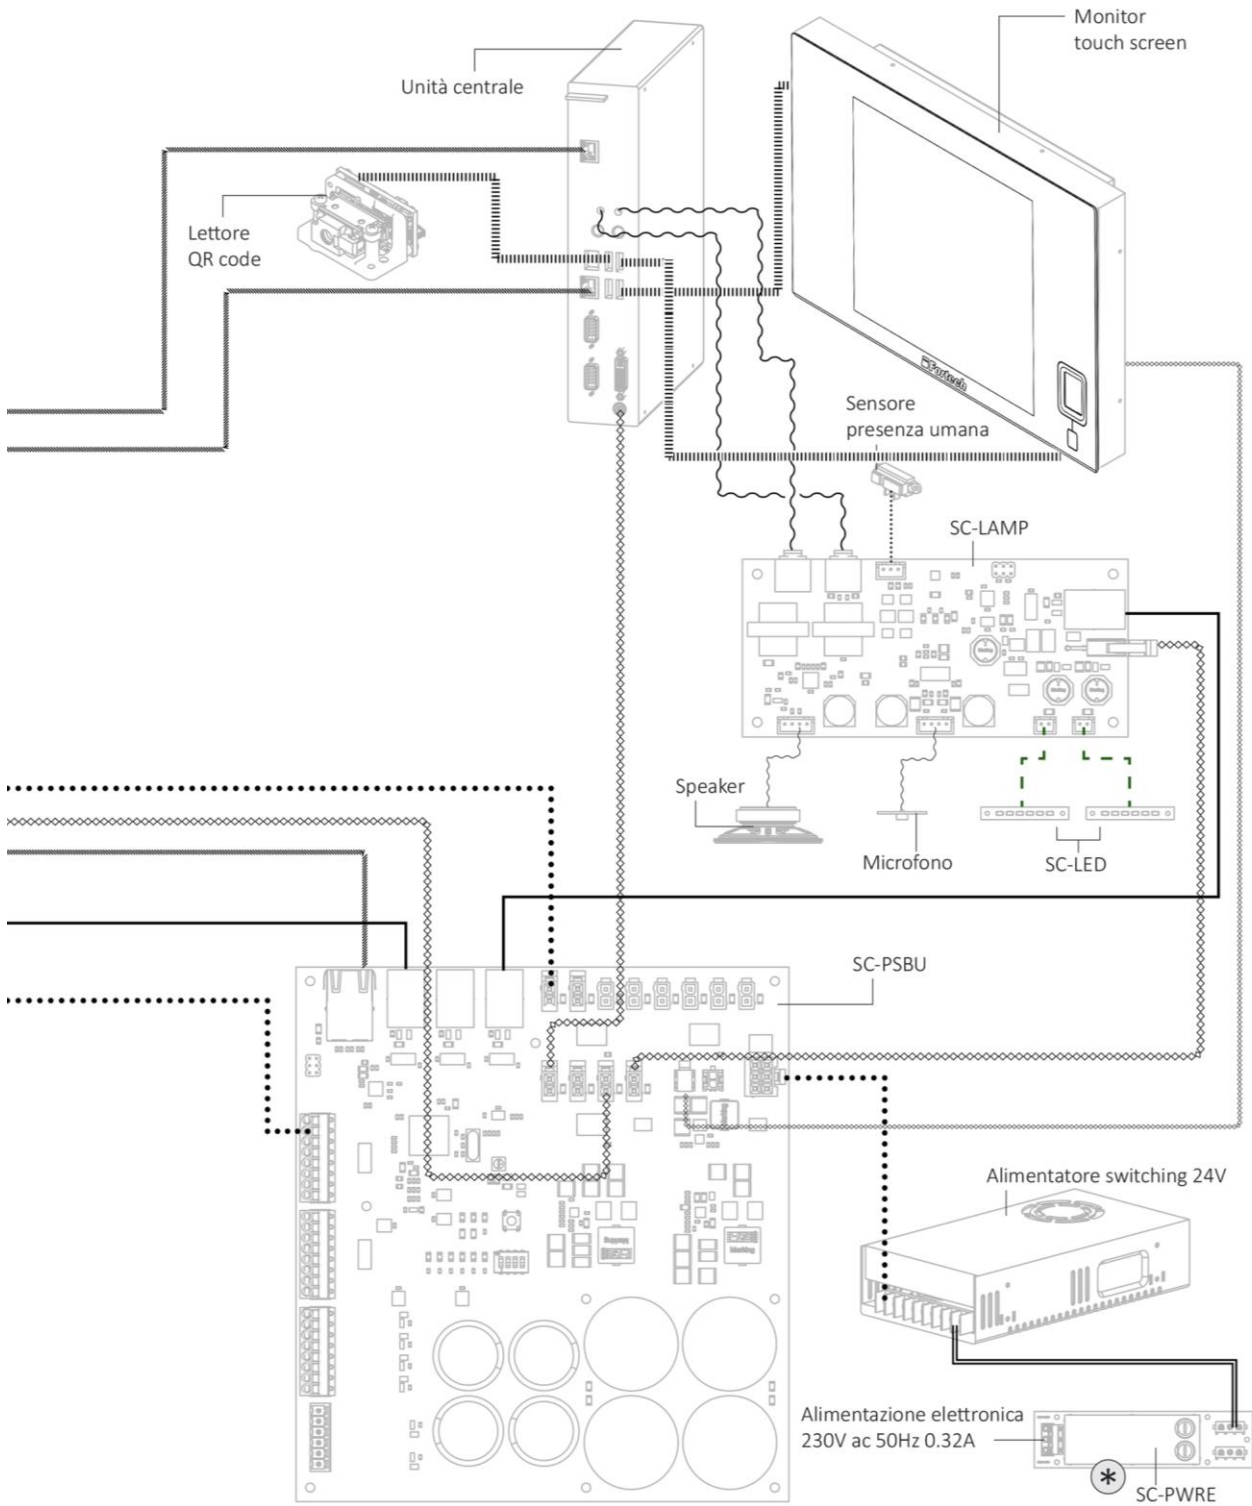 Monitor
touch screen
Unità centrale
Lettore
QR code
Fortech
Sensore
presenza umana
SC-LAMP
Speaker
Microfono
SC-LED
SC-PSBU
Alimentatore switching 24V
Alimentazione elettronica
230V ac 50Hz 0.32A
*
SC-PWRE